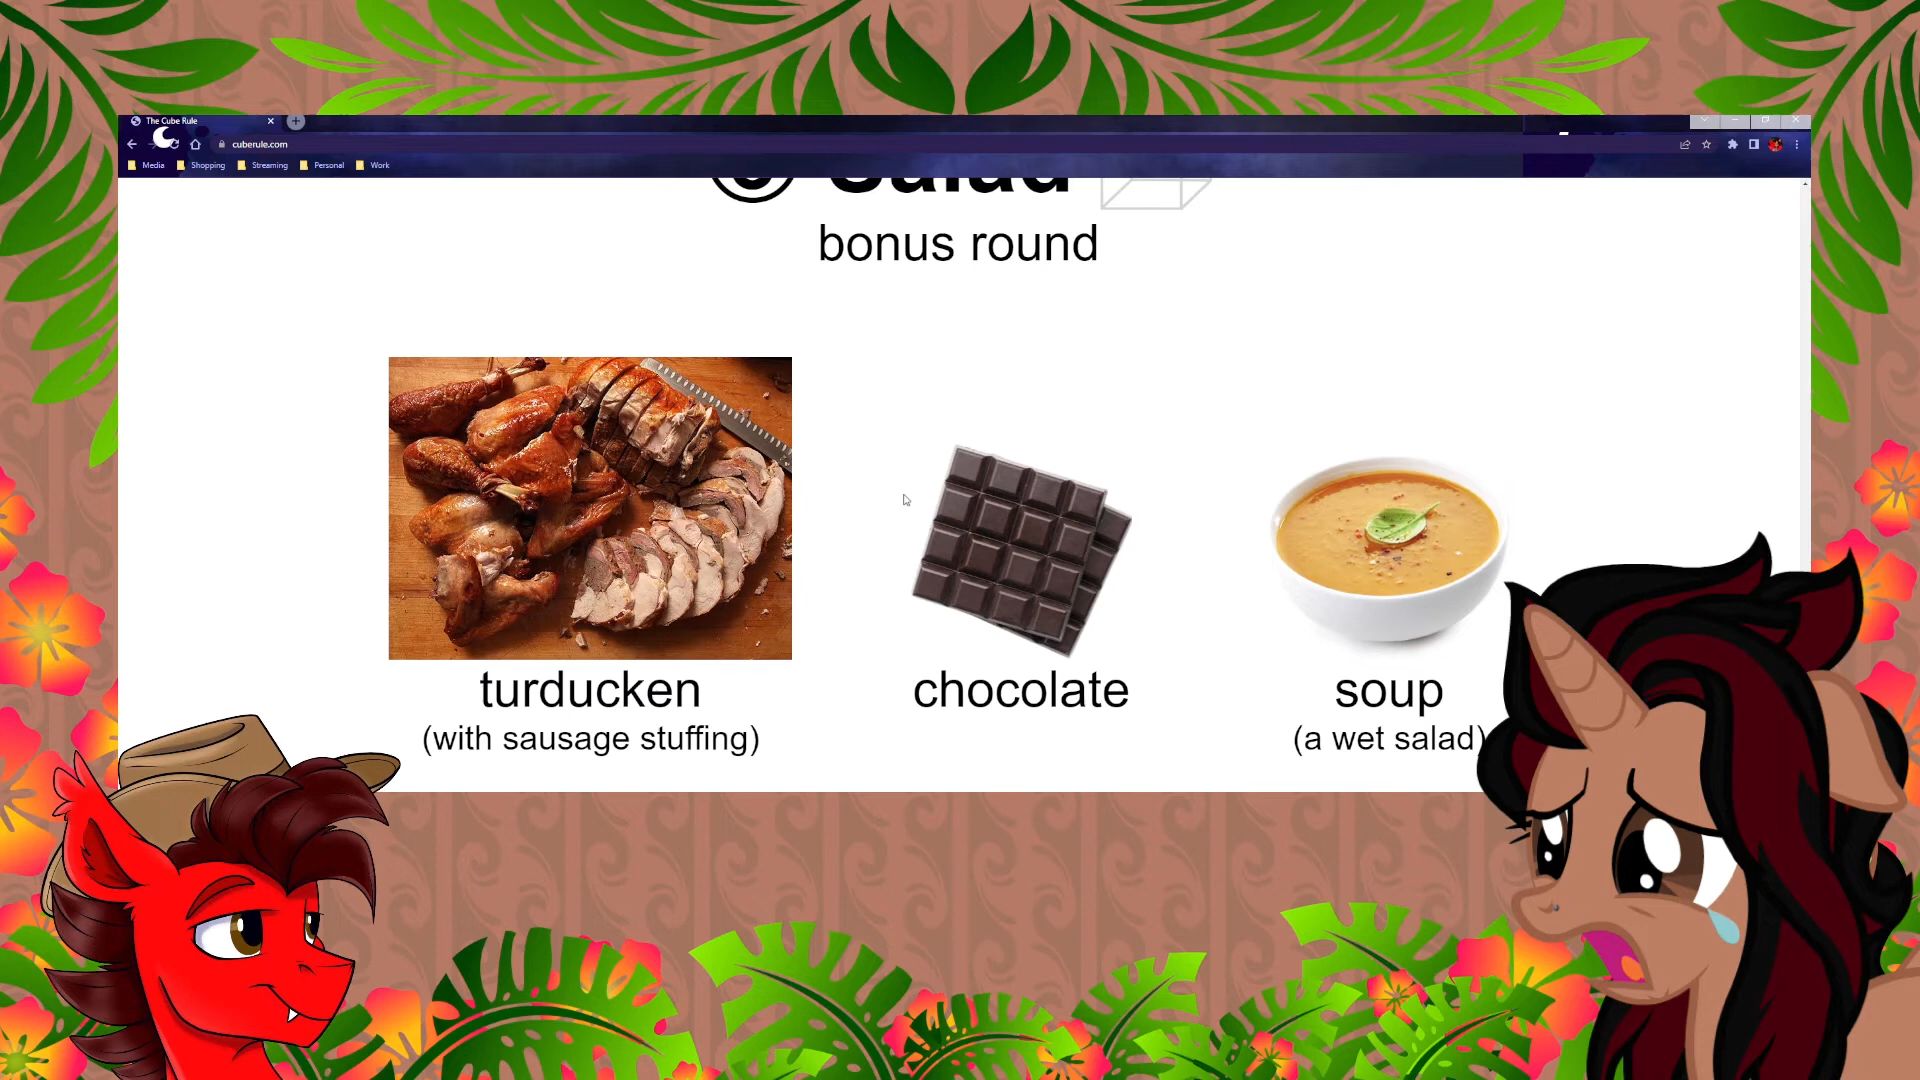 The Cube Rule
cuberule.com
Media Shopping Streaming Personal Work
Salad
bonus round
turducken
(with sausage stuffing)
chocolate
soup
(a wet salad)